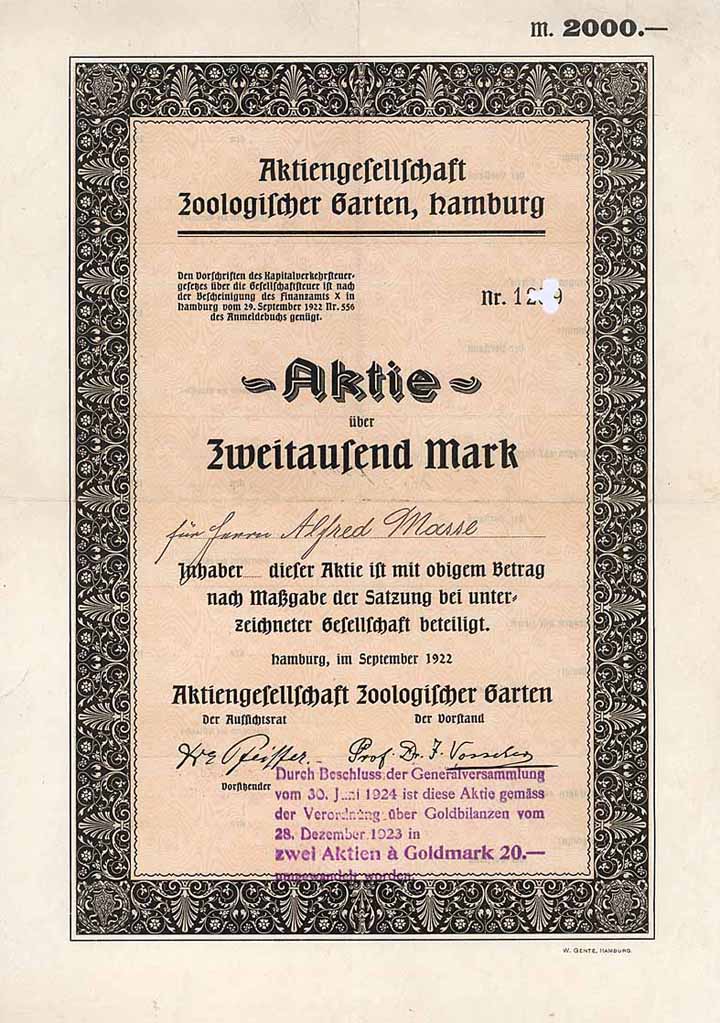 M. 2000.—
Aktiengesellschaft
Zoologischer Garten, Hamburg
Den Vorschriften des Kapitalverkehrsteuer-
gesetzes über die Gesellschaftsteuer ist nach
der Bescheinigung des Finanzamts X in
Hamburg vom 29. September 1922 Nr. 556
des Anmeldebuchs genügt.
Nr.
Aktie
über
Zweitausend Mark
für Herrn Alfred Masse
Inhaber dieser Aktie ist mit obigem Betrag
nach Maßgabe der Satzung bei unter-
zeichneter Gesellschaft beteiligt.
Hamburg, im September 1922
Aktiengesellschaft Zoologischer Garten
Der Aufsichtsrat Der Vorstand
Pfeiffer. Prof. Dr. J. Vosseler
Vorsitzender
Durch Beschluss der Generalversammlung
vom 30. Juni 1924 ist diese Aktie gemäss
der Verordnung über Goldbilanzen vom
28. Dezember 1923 in
zwei Aktien à Goldmark 20.—
umgewandelt worden.
W. GENTE, HAMBURG.